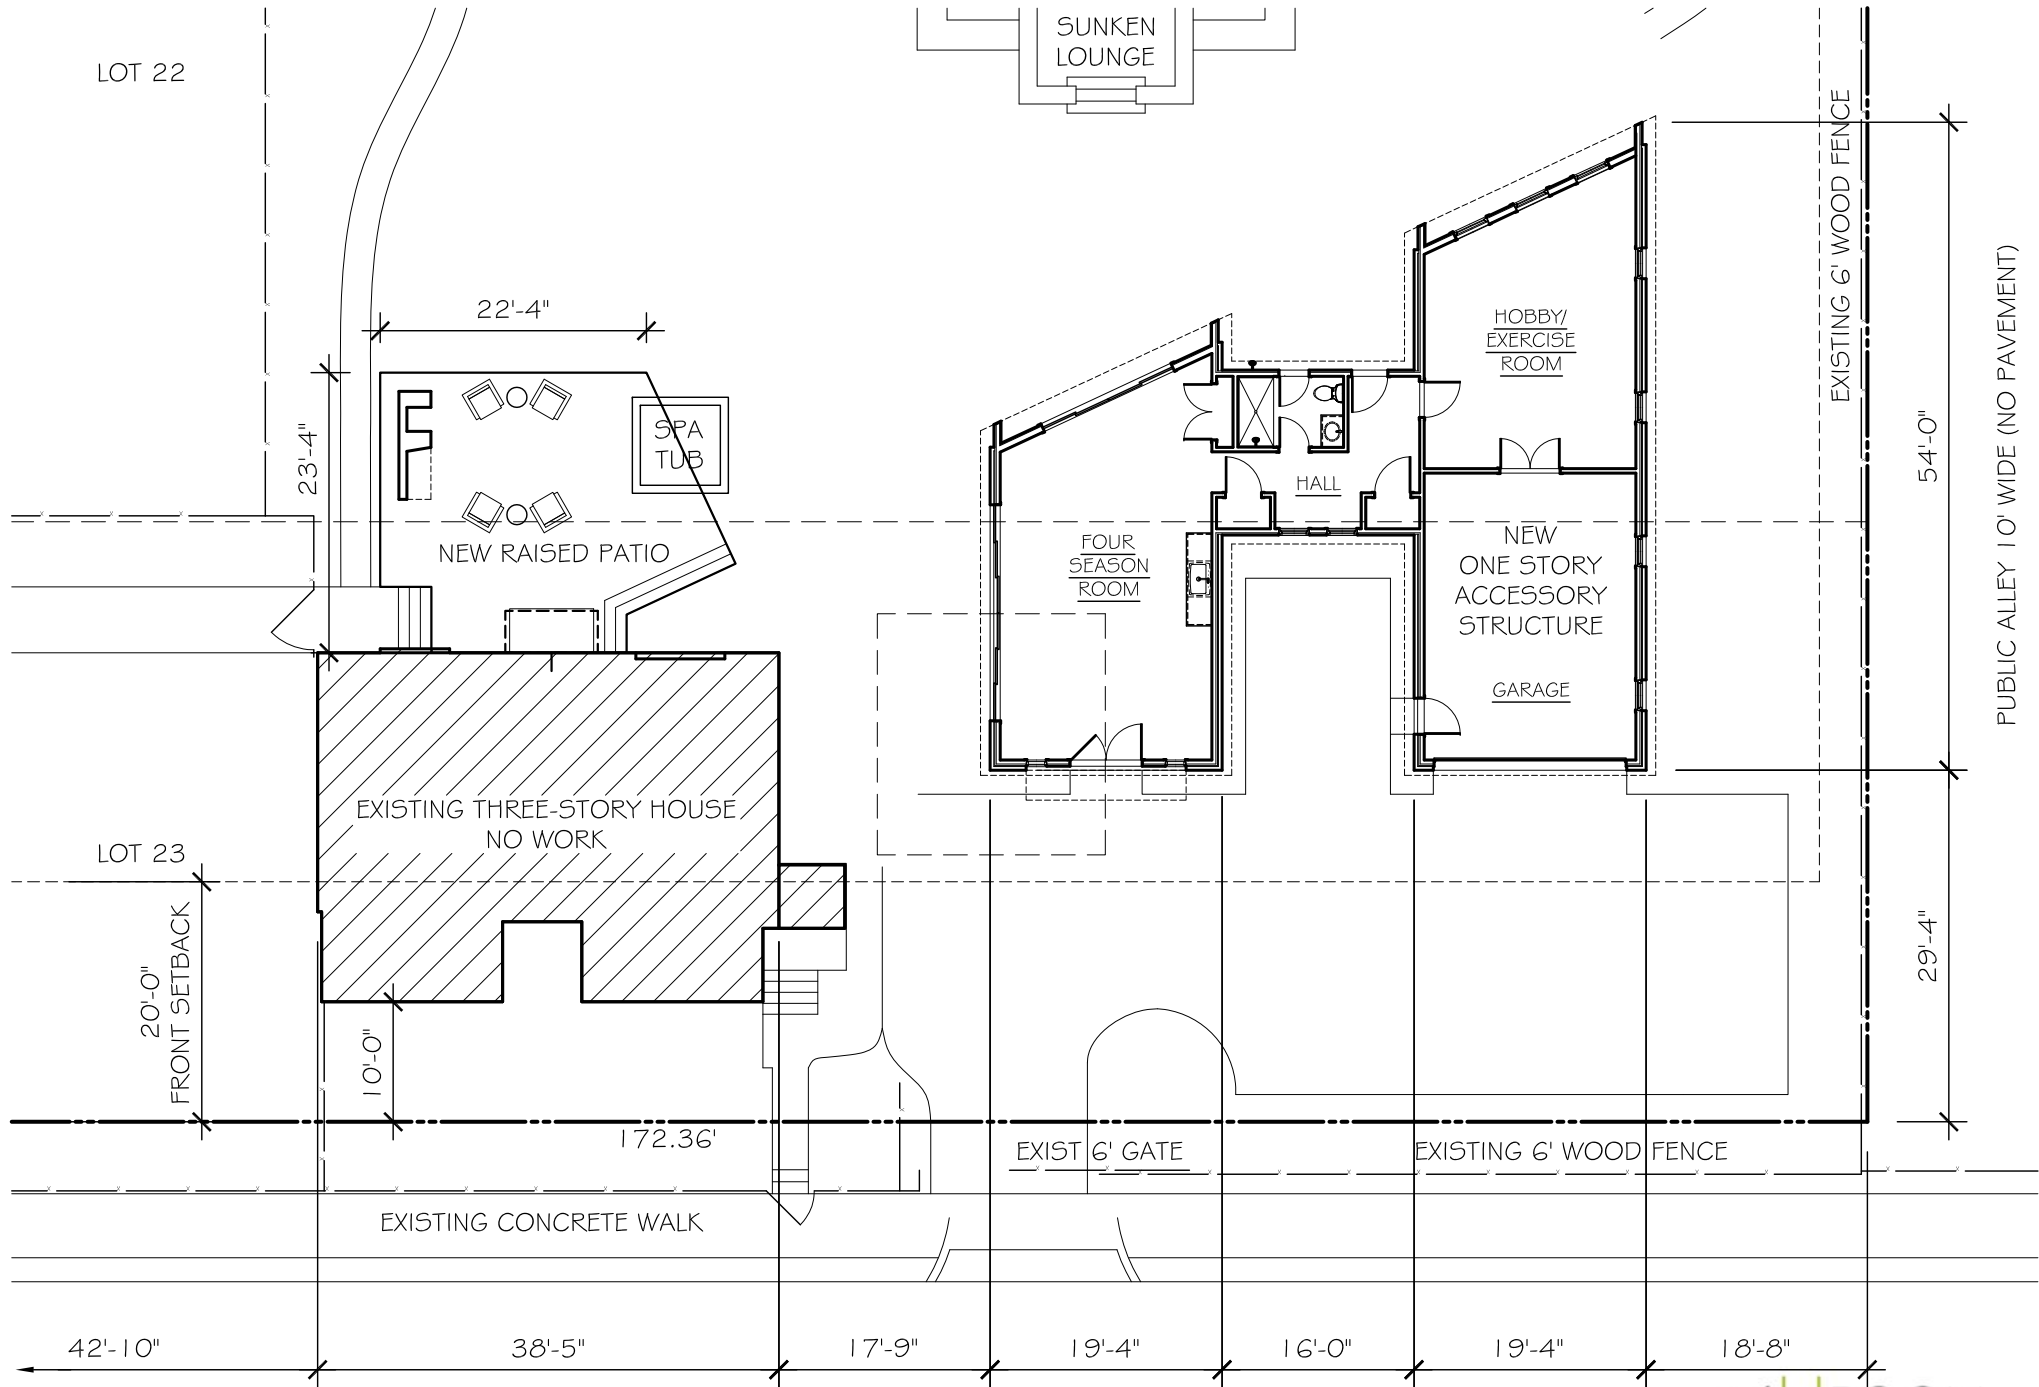 SUNKEN
LOUNGE
LOT 22
EXISTING 6' WOOD FENCE
PUBLIC ALLEY 10' WIDE (NO PAVEMENT)
22'-4"
HOBBY/
EXERCISE
ROOM
54'-0"
23'-4"
SPA
TUB
HALL
NEW RAISED PATIO
FOUR
SEASON
ROOM
NEW
ONE STORY
ACCESSORY
STRUCTURE
GARAGE
EXISTING THREE-STORY HOUSE
NO WORK
LOT 23
20'-0"
FRONT SETBACK
10'-0"
29'-4"
172.36'
EXIST 6' GATE
EXISTING 6' WOOD FENCE
EXISTING CONCRETE WALK
42'-10"
38'-5"
17'-9"
19'-4"
16'-0"
19'-4"
18'-8"